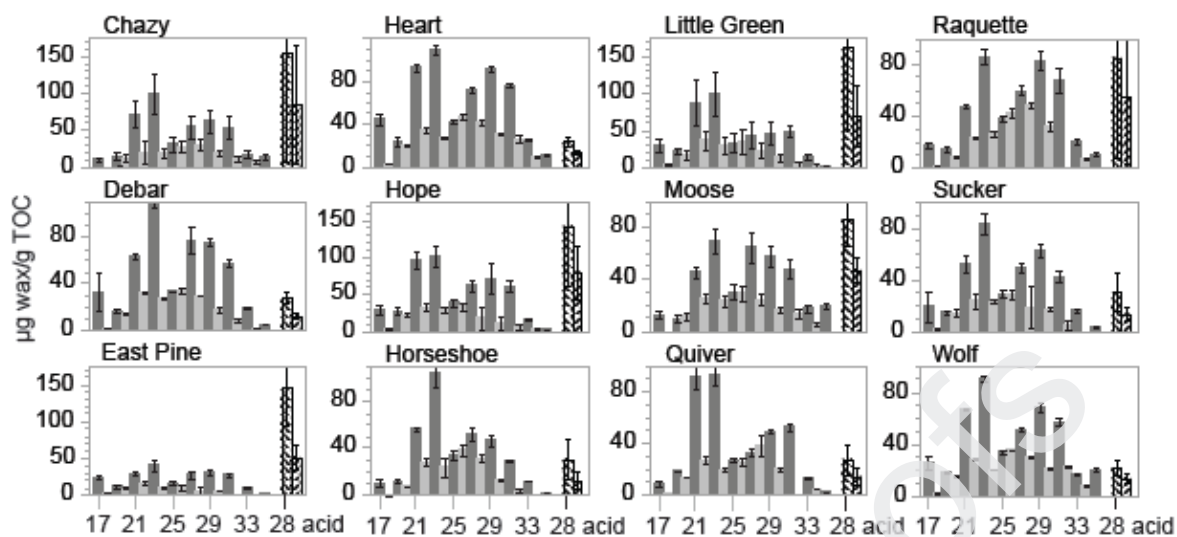 Chazy Heart Little Green Raquette
150 80 150 80
100 100
50 40 50 40
0 0 0 0
Debar Hope Moose Sucker
80 150 80 80
100
40 50 40 40
0 0 0 0
East Pine Horseshoe Quiver Wolf
150 80 80 80
100
50 40 40 40
0 0 0 0
17 21 25 29 33 28 acid 17 21 25 29 33 28 acid 17 21 25 29 33 28 acid 17 21 25 29 33 28 acid
µg wax/g TOC
ofs